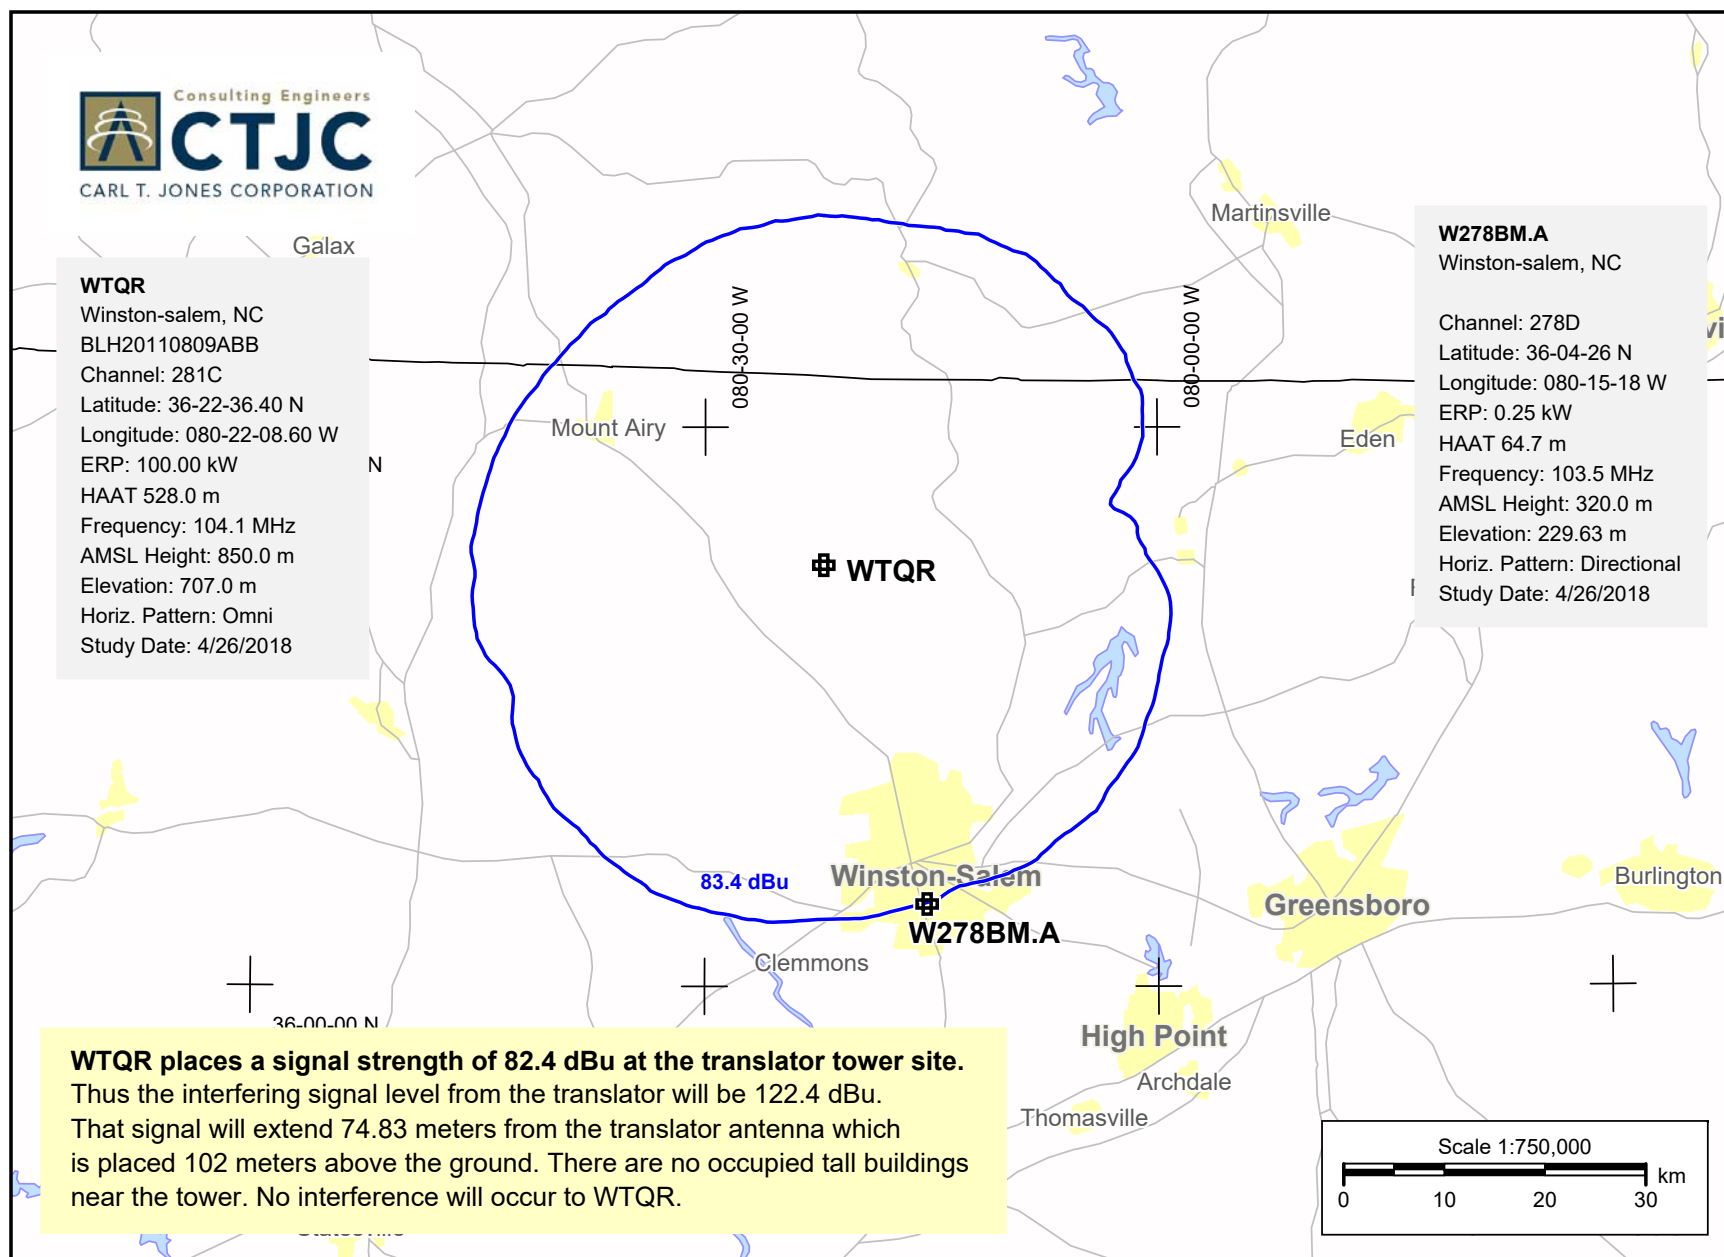 Consulting Engineers
CTJC
CARL T. JONES CORPORATION
Galax
Martinsville
WTQR
Winston-salem, NC
BLH20110809ABB
Channel: 281C
Latitude: 36-22-36.40 N
Longitude: 080-22-08.60 W
ERP: 100.00 kW
HAAT 528.0 m
Frequency: 104.1 MHz
AMSL Height: 850.0 m
Elevation: 707.0 m
Horiz. Pattern: Omni
Study Date: 4/26/2018
N
W278BM.A
Winston-salem, NC
Channel: 278D
Latitude: 36-04-26 N
Longitude: 080-15-18 W
ERP: 0.25 kW
HAAT 64.7 m
Frequency: 103.5 MHz
AMSL Height: 320.0 m
Elevation: 229.63 m
Horiz. Pattern: Directional
Study Date: 4/26/2018
080-30-00 W
080-00-00 W
Mount Airy
Eden
WTQR
83.4 dBu
Winston-Salem
W278BM.A
Greensboro
Burlington
Clemmons
36-00-00 N
High Point
Archdale
Thomasville
WTQR places a signal strength of 82.4 dBu at the translator tower site.
Thus the interfering signal level from the translator will be 122.4 dBu.
That signal will extend 74.83 meters from the translator antenna which
is placed 102 meters above the ground. There are no occupied tall buildings
near the tower. No interference will occur to WTQR.
Scale 1:750,000
km
0 10 20 30